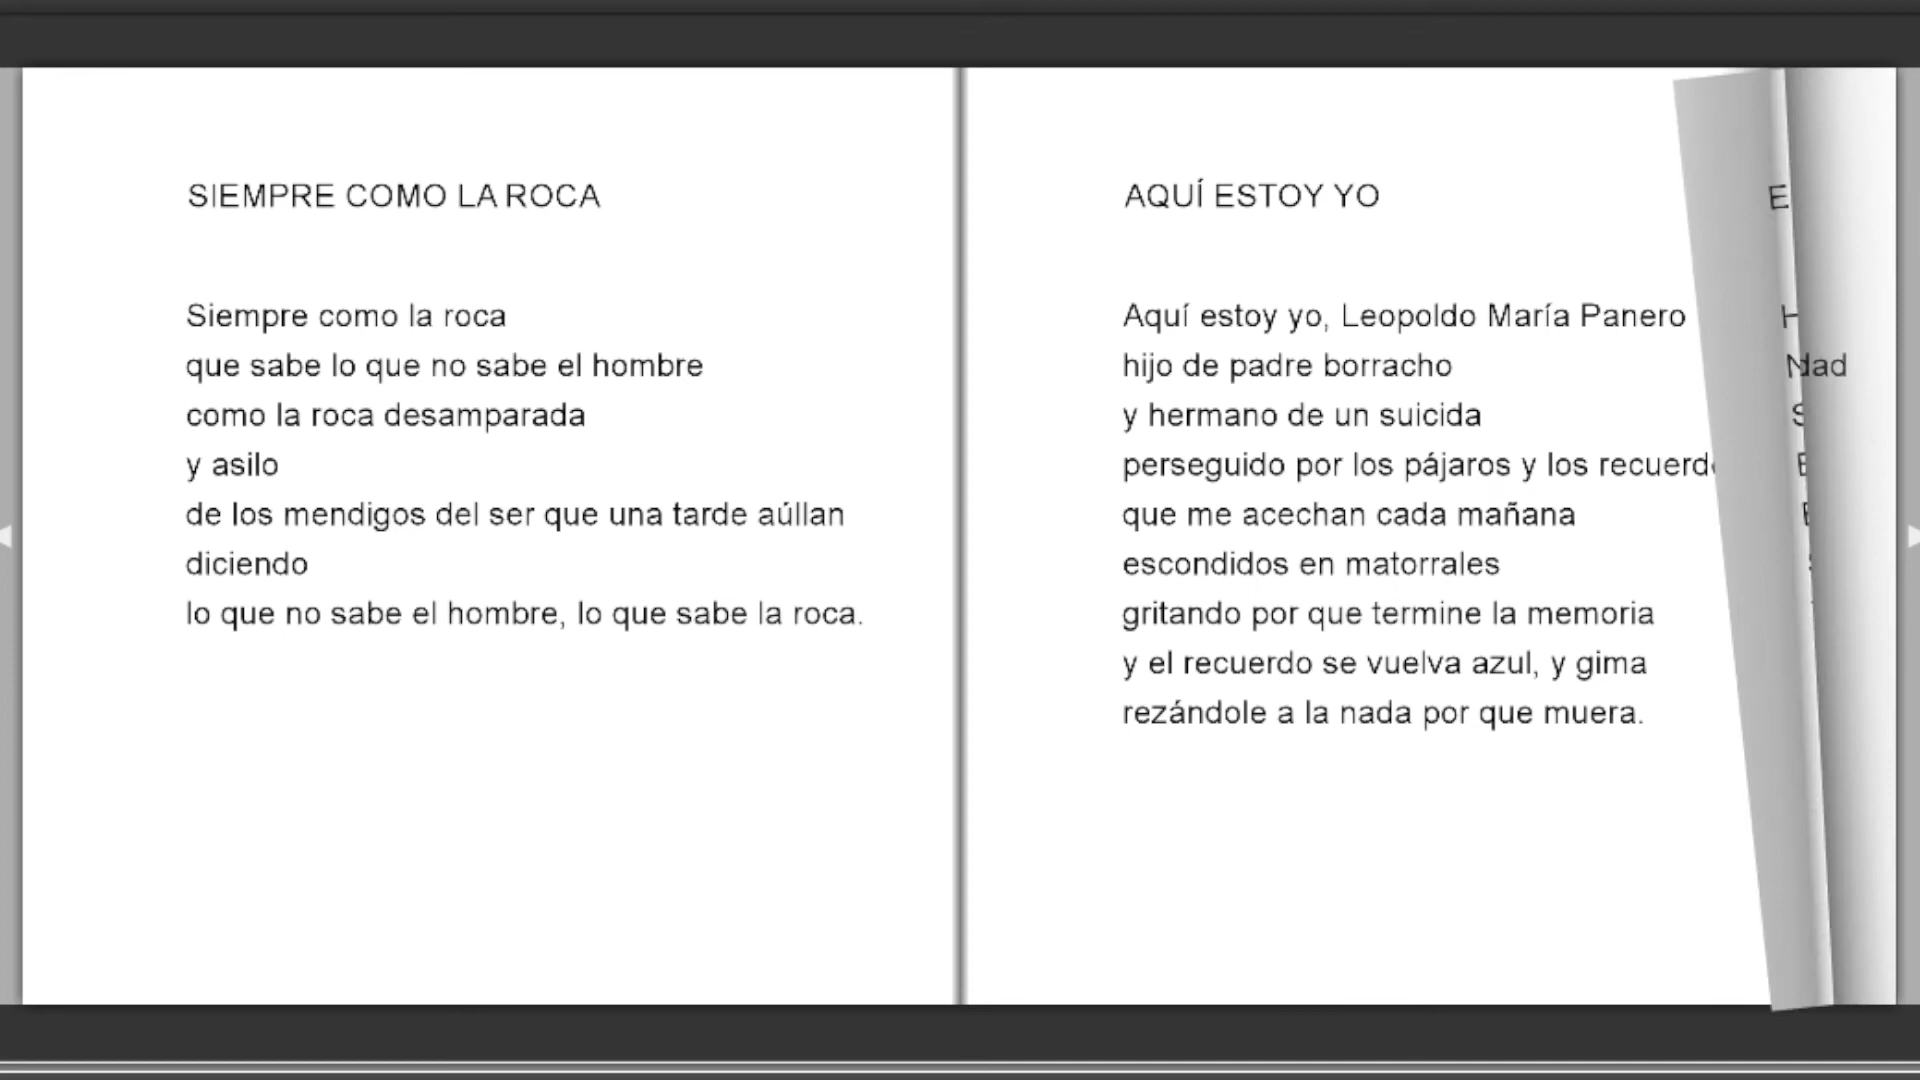 SIEMPRE COMO LA ROCA
Siempre como la roca
que sabe lo que no sabe el hombre
como la roca desamparada
y asilo
de los mendigos del ser que una tarde aúllan
diciendo
lo que no sabe el hombre, lo que sabe la roca.
AQUÍ ESTOY YO
Aquí estoy yo, Leopoldo María Panero
hijo de padre borracho
y hermano de un suicida
perseguido por los pájaros y los
que me acechan cada mañana
escondidos en matorrales
gritando por que termine la memoria
y el recuerdo se vuelva azul, y gima
rezándole a la nada por que muera.